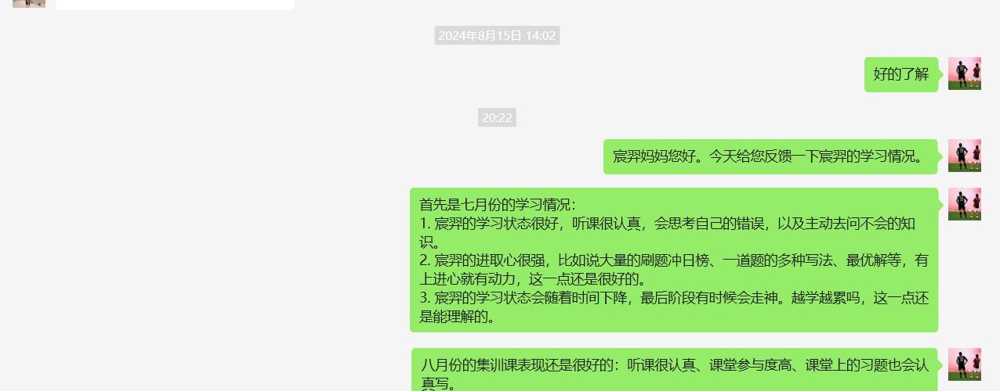 2024年8月15日 14:02
好的了解
20:22
宸羿妈妈您好。今天给您反馈一下宸羿的学习情况。
首先是七月份的学习情况：
1. 宸羿的学习状态很好，听课很认真，会思考自己的错误，以及主动去问不会的知
识。
2. 宸羿的进取心很强，比如说大量的刷题冲日榜、一道题的多种写法、最优解等，有
上进心就有动力，这一点还是很好的。
3. 宸羿的学习状态会随着时间下降，最后阶段有时候会走神。越学越累吗，这一点还
是能理解的。
八月份的集训课表现还是很好的：听课很认真、课堂参与度高、课堂上的习题也会认
真写。